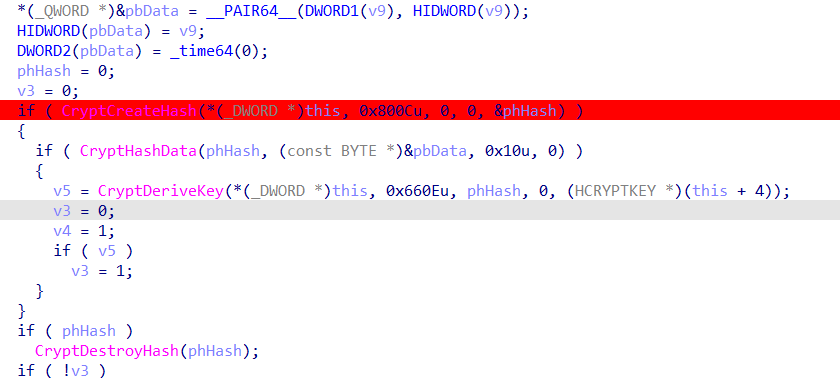 *(_QWORD *)&pbData = __PAIR64__(DWORD1(v9), HIDWORD(v9));
HIDWORD(pbData) = v9;
DWORD2(pbData) = _time64(0);
phHash = 0;
v3 = 0;
if ( CryptCreateHash(*(_DWORD *)this, 0x800Cu, 0, 0, &phHash) )
{
if ( CryptHashData(phHash, (const BYTE *)&pbData, 0x10u, 0) )
{
v5 = CryptDeriveKey(*(_DWORD *)this, 0x660Eu, phHash, 0, (HCRYPTKEY *)(this + 4));
v3 = 0;
v4 = 1;
if ( v5 )
v3 = 1;
}
}
if ( phHash )
CryptDestroyHash(phHash);
if ( !v3 )